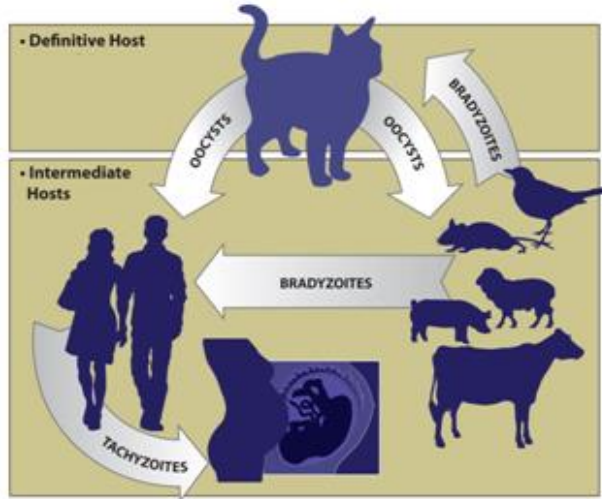 • Definitive Host
OOCYSTS
OOCYSTS
BRADYZOITES
• Intermediate
Hosts
BRADYZOITES
TACHYZOITES